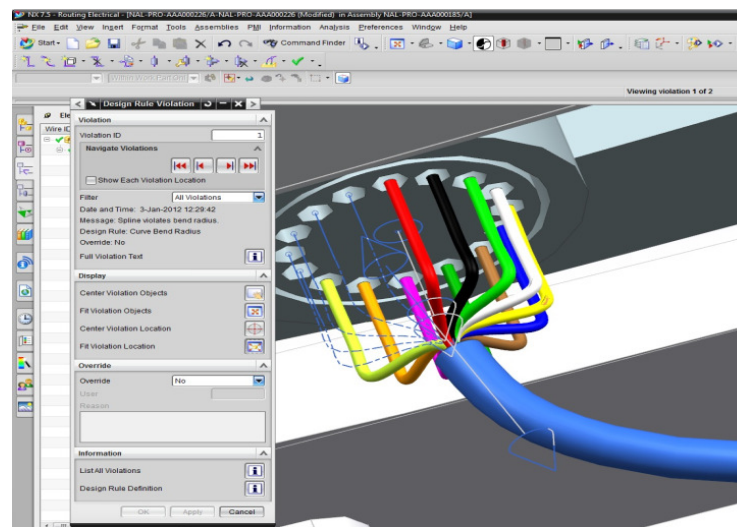 NX 7.5 - Routing Electrical - [NAL-PRO-AAA000226/A-NAL-PRO-AAA000226 (Modified) in Assembly NAL-PRO-AAA000185/A]
File Edit View Insert Format Tools Assemblies PMI Information Analysis Preferences Window Help
Start Command Finder
Within Work Part Onl
Viewing violation 1 of 2
Ele
Wire ID
Design Rule Violation
Violation
Violation ID 1
Navigate Violations
Show Each Violation Location
Filter All Violations
Date and Time: 3-Jan-2012 12:29:42
Message: Spline violates bend radius.
Design Rule: Curve Bend Radius
Override: No
Full Violation Text
Display
Center Violation Objects
Fit Violation Objects
Center Violation Location
Fit Violation Location
Override
Override No
User
Reason
Information
List All Violations
Design Rule Definition
OK Apply Cancel